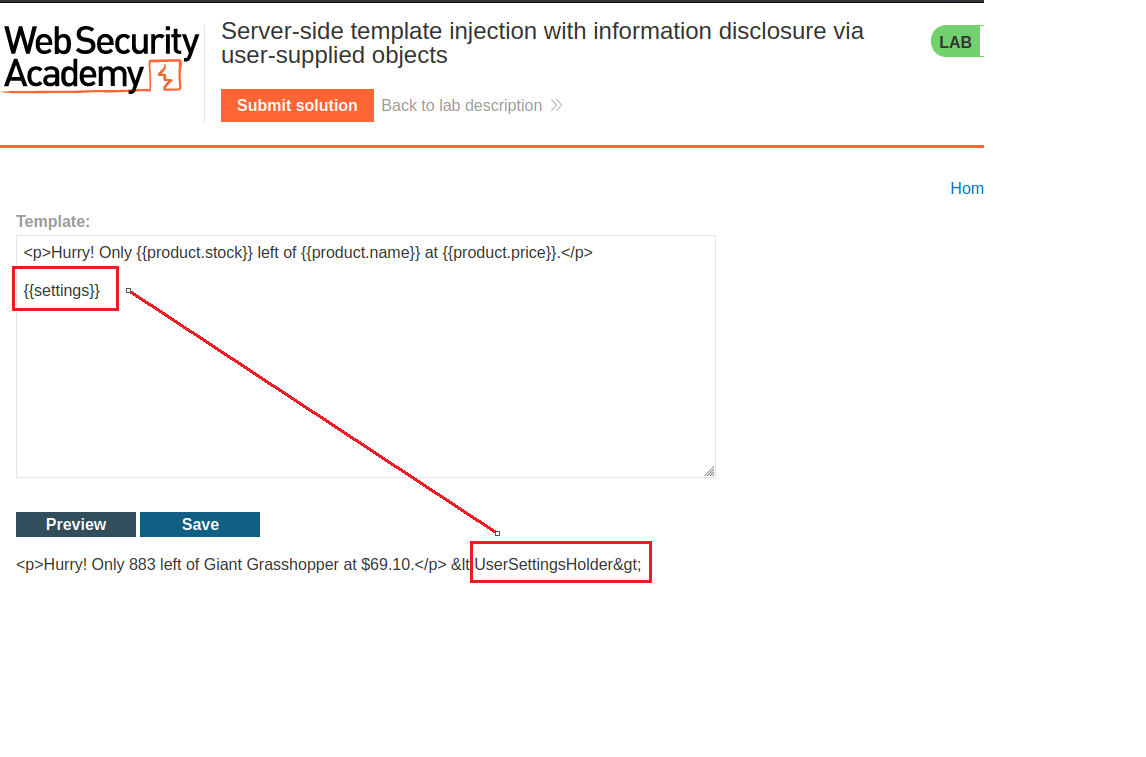 Web Security
Academy
Server-side template injection with information disclosure via
user-supplied objects
LAB
Submit solution
Back to lab description
Hom
Template:
<p>Hurry! Only {{product.stock}} left of {{product.name}} at {{product.price}}.</p>
{{settings}}
Preview
Save
<p>Hurry! Only 883 left of Giant Grasshopper at $69.10.</p> &lt UserSettingsHolder&gt;